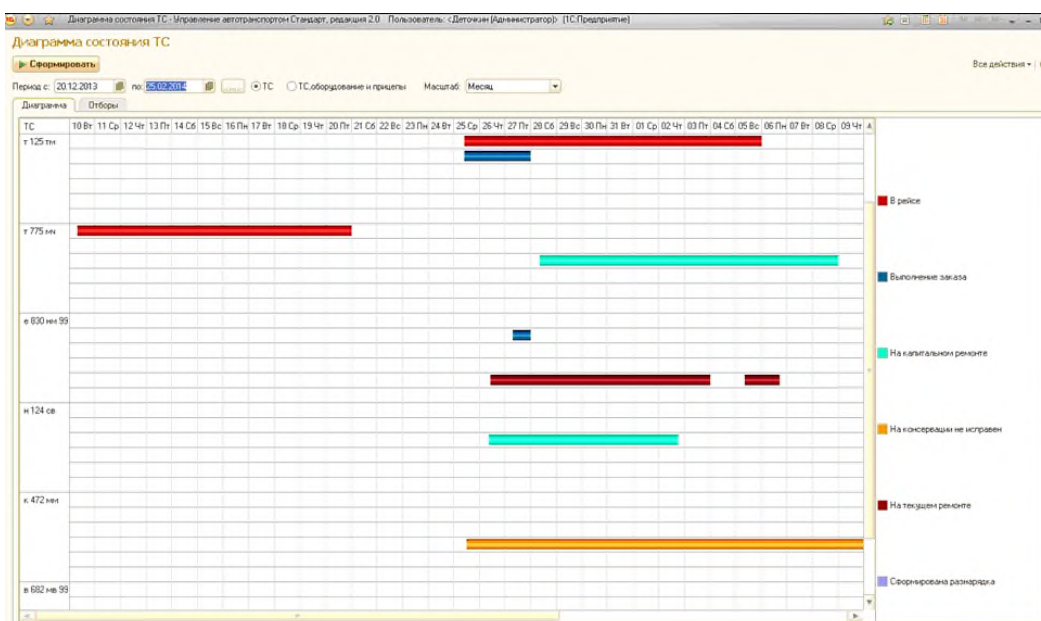 Диаграмма состояния ТС - Управление автотранспортом Стандарт, редакция 2.0 Пользователь: <Деточкин (Администратор)> (1С:Предприятие)
Диаграмма состояния ТС
Сформировать
Все действия
Период с: 20.12.2013 по: 25.02.2014 ... ТС ТС,оборудование и прицепы Масштаб: Месяц
Диаграмма Отборы
ТС 10 Вт 11 Ср 12 Чт 13 Пт 14 Сб 15 Вс 16 Пн 17 Вт 18 Ср 19 Чт 20 Пт 21 Сб 22 Вс 23 Пн 24 Вт 25 Ср 26 Чт 27 Пт 28 Сб 29 Вс 30 Пн 31 Вт 01 Ср 02 Чт 03 Пт 04 Сб 05 Вс 06 Пн 07 Вт 08 Ср 09 Чт
т 125 тм
В рейсе
т 775 мч
Выполнение заказа
е 830 нм 99
На капитальном ремонте
н 124 св
На консервации не исправен
к 472 мм
На текущем ремонте
Сформирована разнарядка
в 682 мв 99